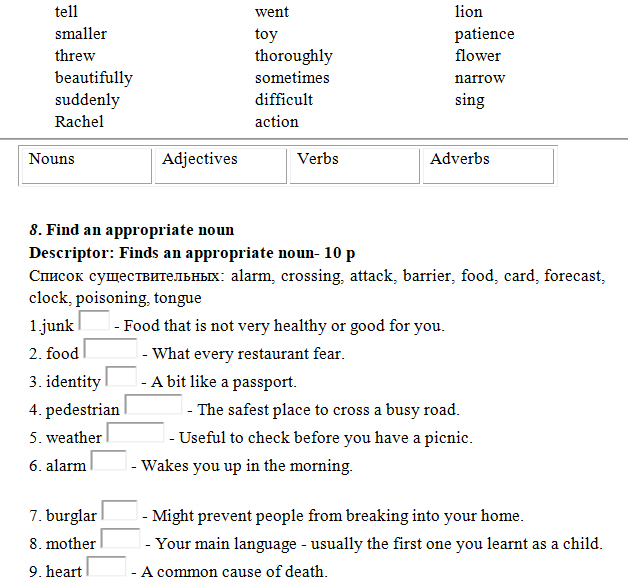 tell went lion
smaller toy patience
threw thoroughly flower
beautifully sometimes narrow
suddenly difficult sing
Rachel action
Nouns Adjectives Verbs Adverbs
8. Find an appropriate noun
Descriptor: Finds an appropriate noun- 10 p
Список существительных: alarm, crossing, attack, barrier, food, card, forecast,
clock, poisoning, tongue
1.junk - Food that is not very healthy or good for you.
2. food - What every restaurant fear.
3. identity - A bit like a passport.
4. pedestrian - The safest place to cross a busy road.
5. weather - Useful to check before you have a picnic.
6. alarm - Wakes you up in the morning.
7. burglar - Might prevent people from breaking into your home.
8. mother - Your main language - usually the first one you learnt as a child.
9. heart - A common cause of death.